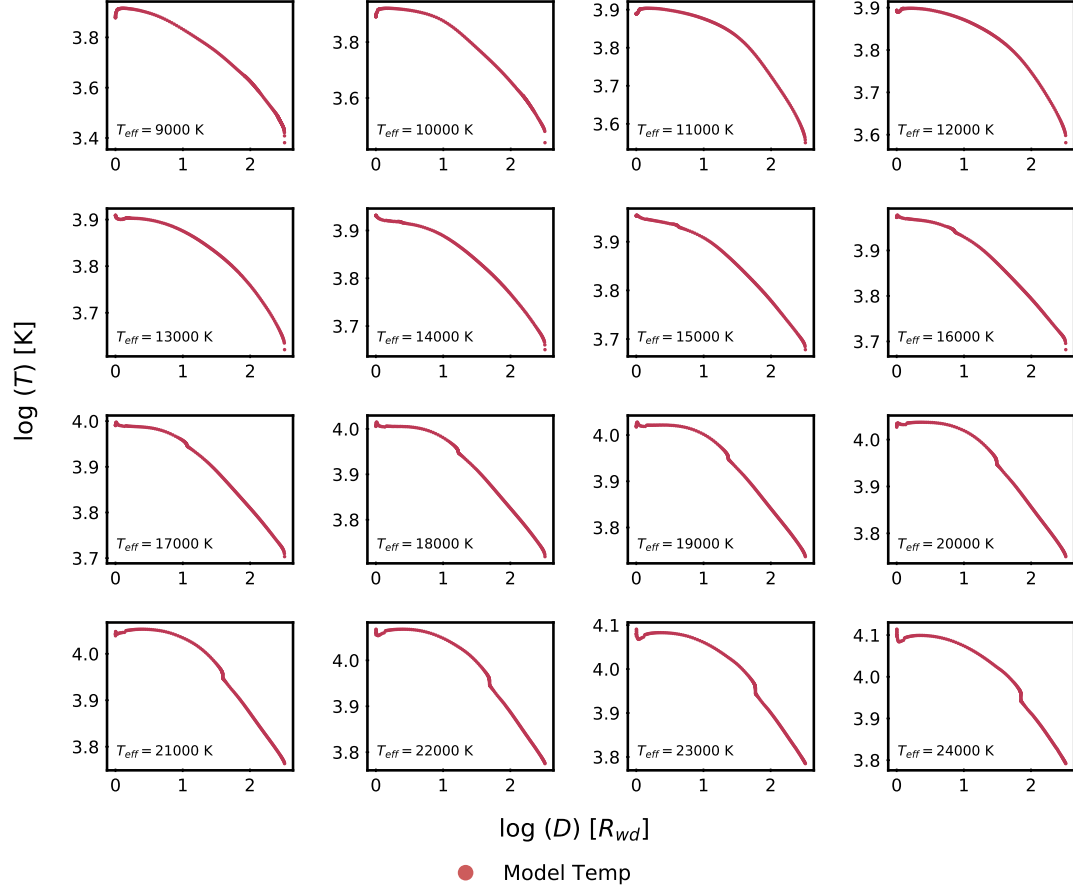 3.8
3.6
3.4
T_eff = 9000 K
0 1 2
3.8
3.6
T_eff = 10000 K
0 1 2
3.9
3.8
3.7
3.6
T_eff = 11000 K
0 1 2
3.9
3.8
3.7
3.6
T_eff = 12000 K
0 1 2
3.9
3.8
3.7
T_eff = 13000 K
0 1 2
3.9
3.8
3.7
T_eff = 14000 K
0 1 2
3.9
3.8
3.7
T_eff = 15000 K
0 1 2
3.9
3.8
3.7
T_eff = 16000 K
0 1 2
4.0
3.9
3.8
3.7
T_eff = 17000 K
0 1 2
4.0
3.9
3.8
T_eff = 18000 K
0 1 2
4.0
3.9
3.8
T_eff = 19000 K
0 1 2
4.0
3.9
3.8
T_eff = 20000 K
0 1 2
4.0
3.9
3.8
T_eff = 21000 K
0 1 2
4.0
3.9
3.8
T_eff = 22000 K
0 1 2
4.1
4.0
3.9
3.8
T_eff = 23000 K
0 1 2
4.1
4.0
3.9
3.8
T_eff = 24000 K
0 1 2
log (T) [K]
log (D) [R_wd]
Model Temp